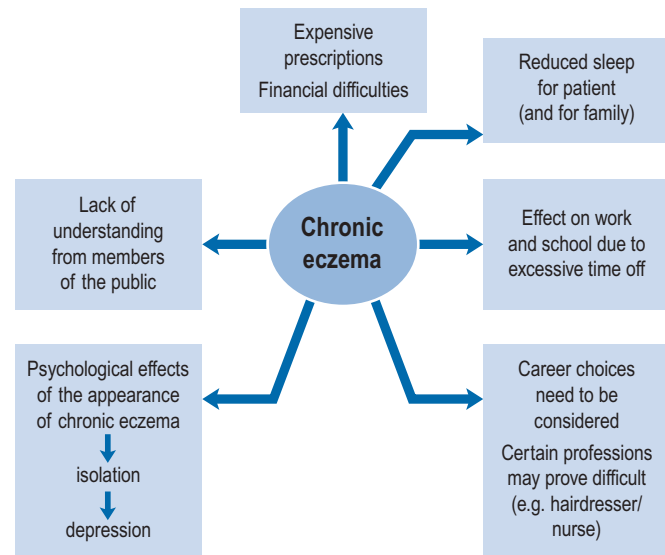 Expensive
prescriptions
Financial difficulties
Reduced sleep
for patient
(and for family)
Lack of
understanding
from members
of the public
Chronic
eczema
Effect on work
and school due to
excessive time off
Psychological effects
of the appearance
of chronic eczema
isolation
depression
Career choices
need to be
considered
Certain professions
may prove difficult
(e.g. hairdresser/
nurse)